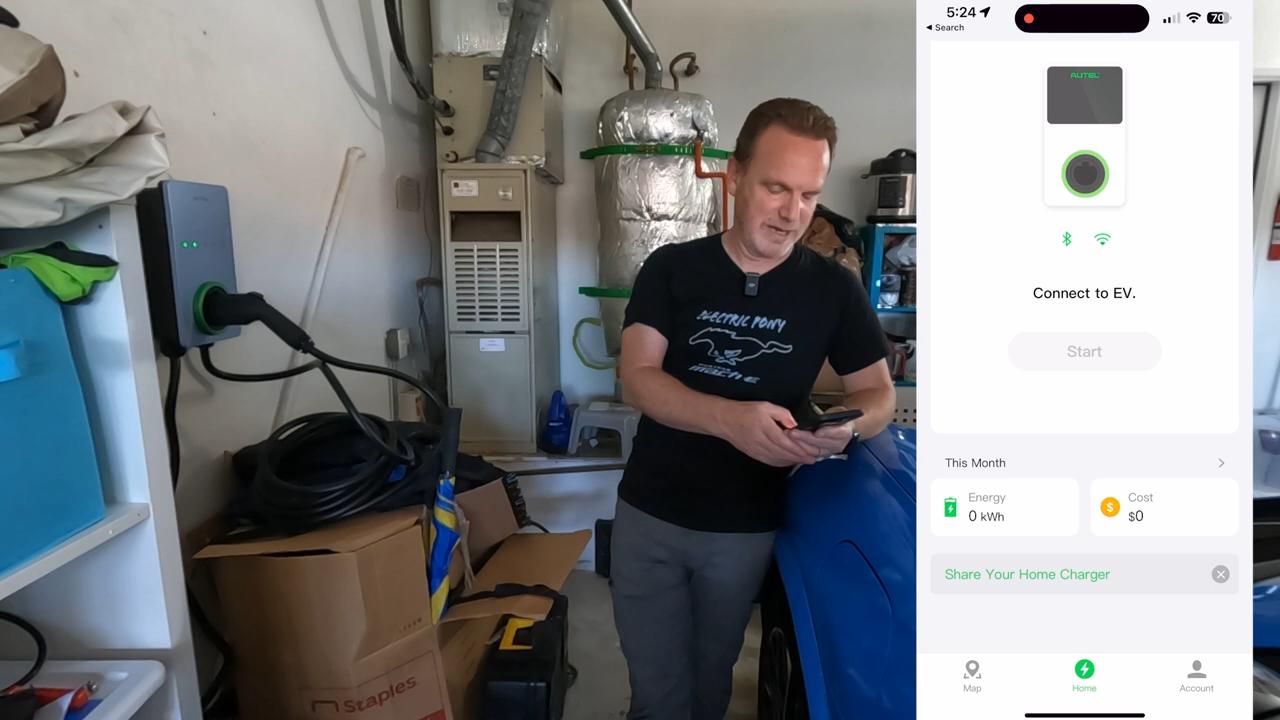 ELECTRIC PONY
Staples
5:24
70
Search
AUTEL
Connect to EV.
Start
This Month
Energy
0 kWh
Cost
$0
Share Your Home Charger
Map
Home
Account